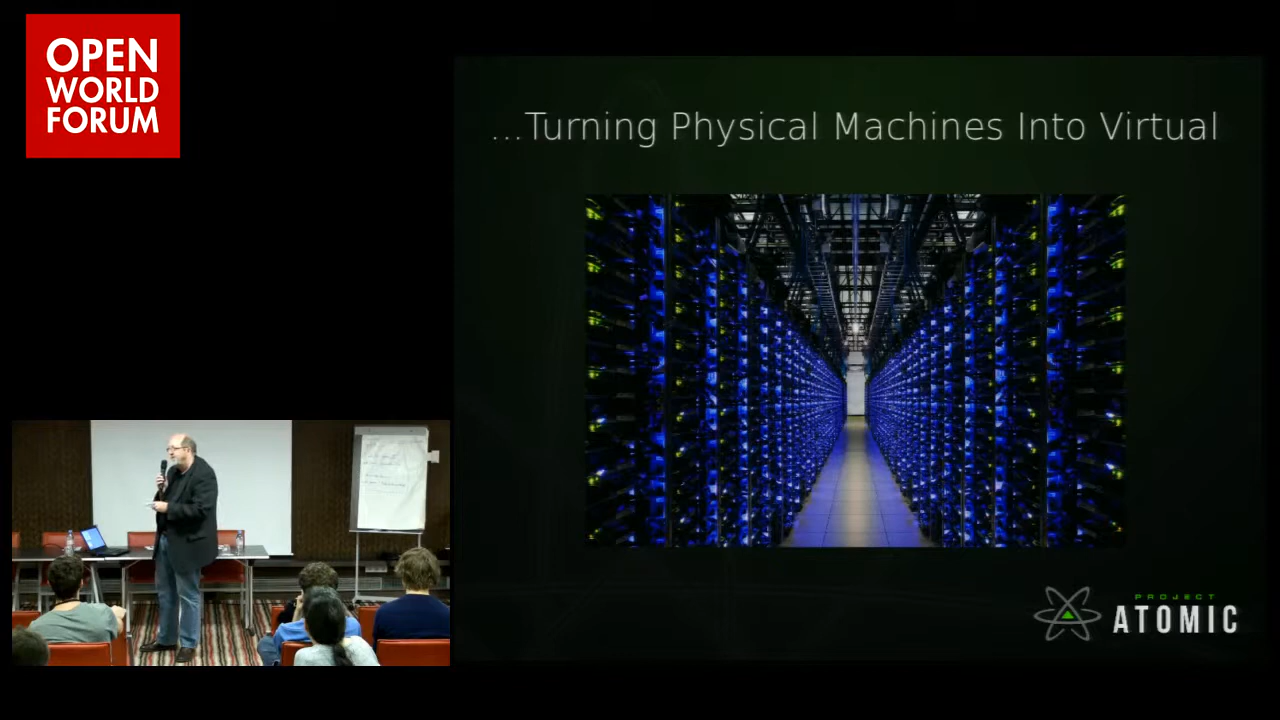 OPEN
WORLD
FORUM
...Turning Physical Machines Into Virtual
PROJECT
ATOMIC